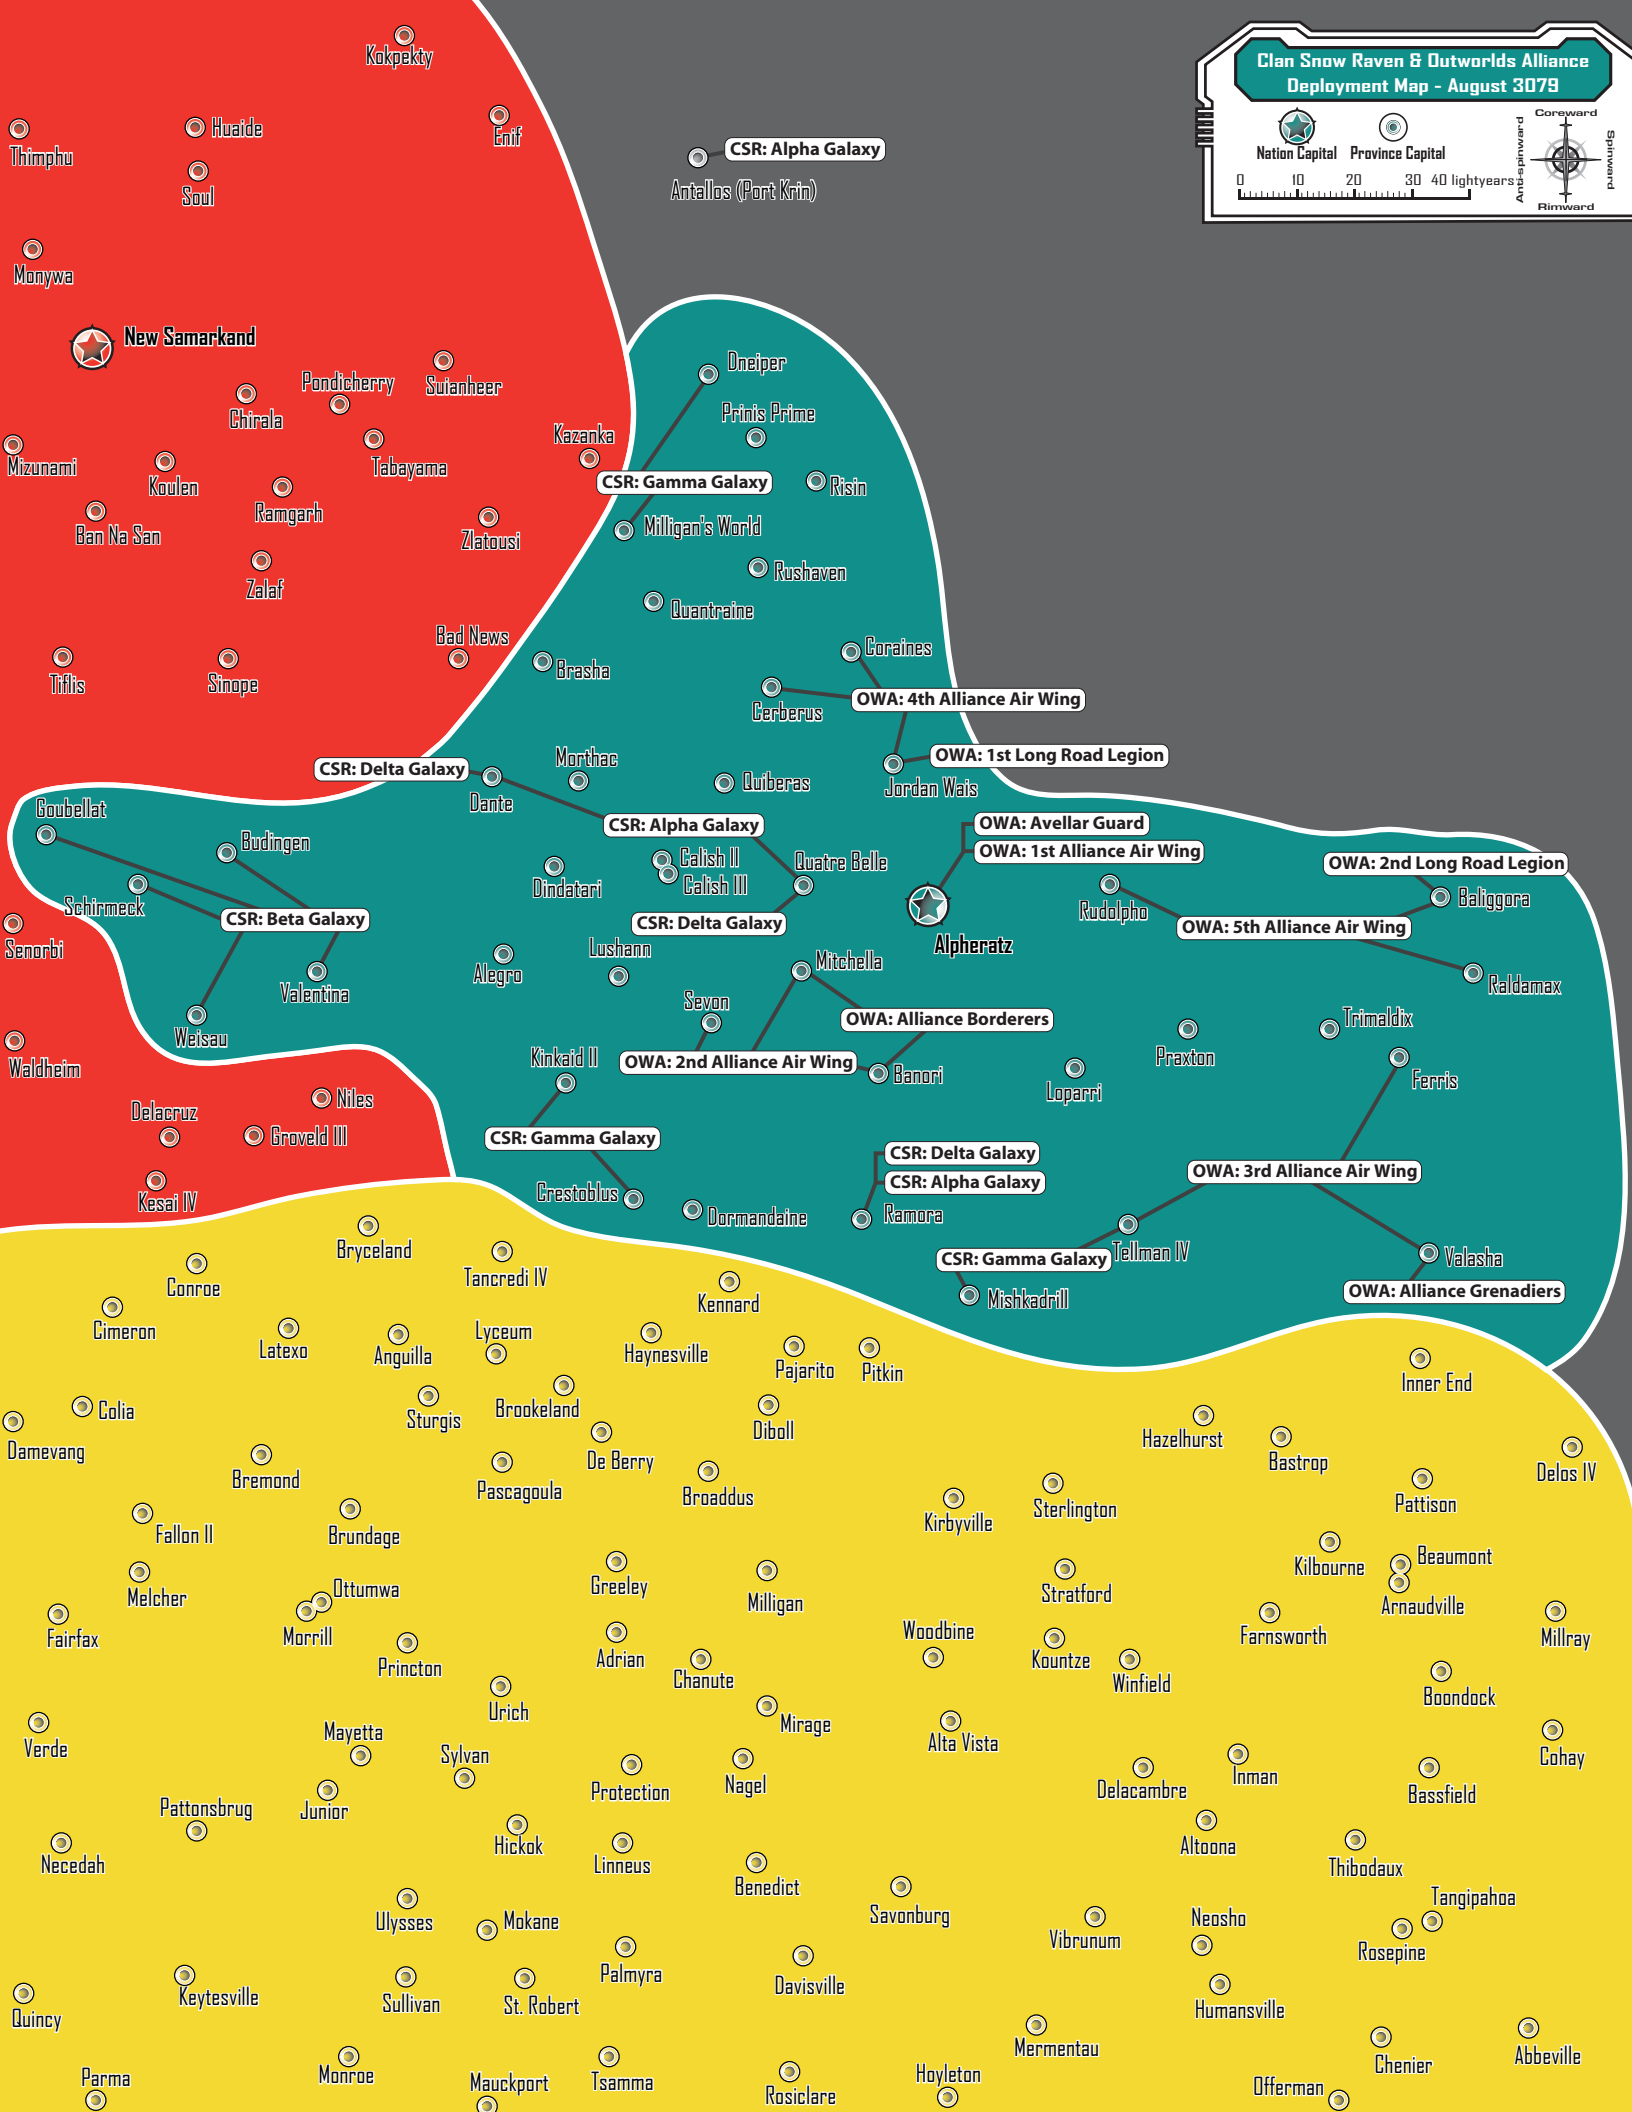 Clan Snow Raven & Outworlds Alliance
Deployment Map - August 3079
Coreward
Anti-spinward
Spinward
Rimward
Nation Capital
Province Capital
0 10 20 30 40 lightyears
Kokpekty
Enif
Thimphu
Huaide
Soul
CSR: Alpha Galaxy
Antallos (Port Krin)
Monywa
New Samarkand
Dneiper
Suianheer
Pondicherry
Chirala
Prinis Prime
Kazanka
Mizunami
Tabayama
Koulen
CSR: Gamma Galaxy
Risin
Ramgarh
Ban Na San
Zlatousi
Milligan's World
Rushaven
Zalaf
Quantraine
Bad News
Coraines
Brasha
Tiflis
Sinope
OWA: 4th Alliance Air Wing
Cerberus
OWA: 1st Long Road Legion
CSR: Delta Galaxy
Morthac
Quiberas
Jordan Wais
Dante
Goubellat
CSR: Alpha Galaxy
OWA: Avellar Guard
OWA: 1st Alliance Air Wing
Budingen
Calish II
Quatre Belle
OWA: 2nd Long Road Legion
Calish III
Dindatari
Baliggora
Schirmeck
Rudolpho
CSR: Beta Galaxy
CSR: Delta Galaxy
OWA: 5th Alliance Air Wing
Senorbi
Lushann
Alpheratz
Mitchella
Alegro
Raldamax
Valentina
Sevon
OWA: Alliance Borderers
Trimaldix
Weisau
Kinkaid II
Praxton
OWA: 2nd Alliance Air Wing
Waldheim
Banori
Ferris
Loparri
Niles
Delacruz
Groveld III
CSR: Gamma Galaxy
CSR: Delta Galaxy
OWA: 3rd Alliance Air Wing
CSR: Alpha Galaxy
Kesai IV
Crestoblus
Dormandaine
Ramora
Bryceland
Tellman IV
CSR: Gamma Galaxy
Valasha
Tancredi IV
Conroe
OWA: Alliance Grenadiers
Kennard
Mishkadrill
Cimeron
Lyceum
Latexo
Anguilla
Haynesville
Pajarito
Pitkin
Inner End
Colia
Brookeland
Sturgis
Diboll
Hazelhurst
Damevang
De Berry
Bastrop
Delos IV
Bremond
Pascagoula
Broaddus
Pattison
Sterlington
Kirbyville
Fallon II
Brundage
Beaumont
Kilbourne
Greeley
Ottumwa
Stratford
Melcher
Milligan
Arnaudville
Woodbine
Fairfax
Morrill
Farnsworth
Millray
Adrian
Kountze
Princton
Chanute
Winfield
Boondock
Urich
Mirage
Mayetta
Alta Vista
Verde
Sylvan
Cohay
Inman
Nagel
Protection
Delacambre
Bassfield
Pattonsbrug
Junior
Hickok
Altoona
Necedah
Linneus
Thibodaux
Benedict
Tangipahoa
Savonburg
Neosho
Ulysses
Mokane
Vibrunum
Rosepine
Palmyra
Davisville
Keytesville
Sullivan
St. Robert
Humansville
Quincy
Mermentau
Abbeville
Chenier
Monroe
Hoyleton
Parma
Mauckport
Tsamma
Offerman
Rosiclare